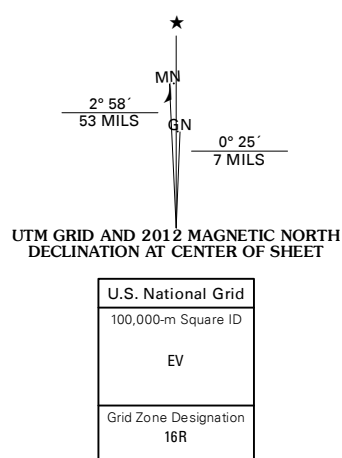 ★
MN
2° 58´
53 MILS
GN
0° 25´
7 MILS
UTM GRID AND 2012 MAGNETIC NORTH
DECLINATION AT CENTER OF SHEET
U.S. National Grid
100,000-m Square ID
EV
Grid Zone Designation
16R